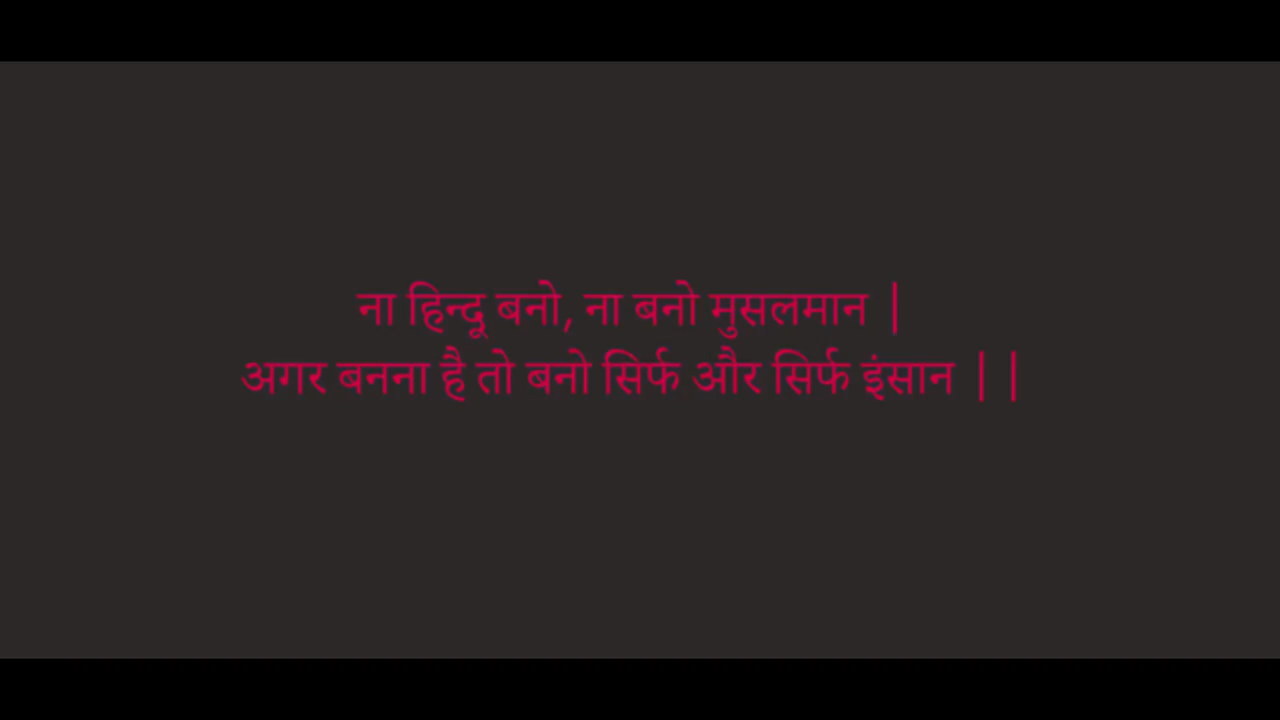 ना हिन्दू बनो, ना बनो मुसलमान |
अगर बनना है तो बनो सिर्फ और सिर्फ इंसान | |